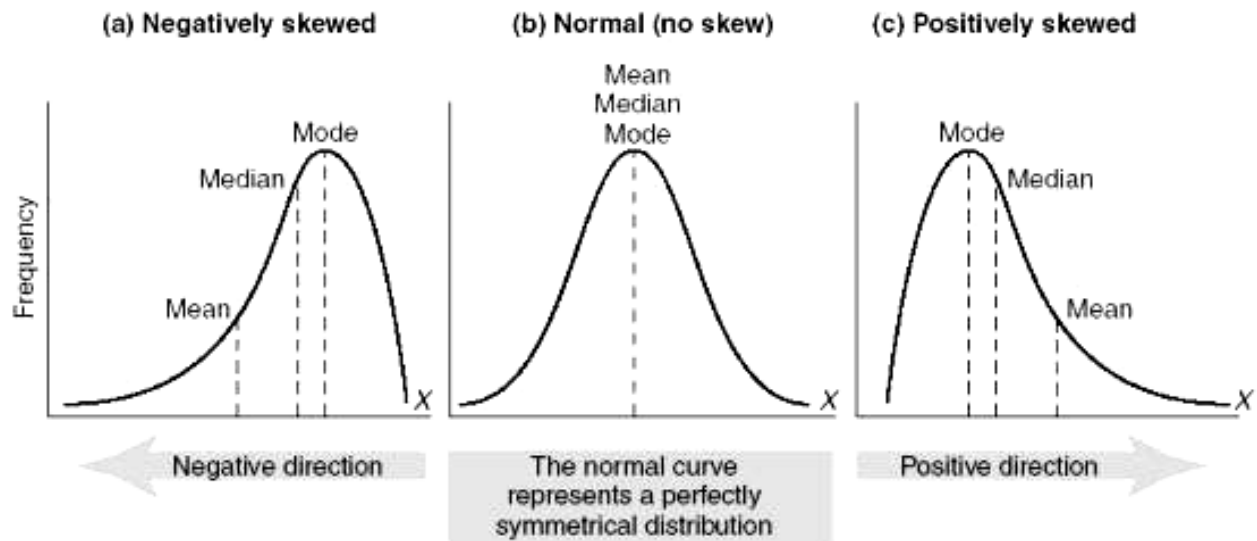 (a) Negatively skewed
(b) Normal (no skew)
(c) Positively skewed
Frequency
Mean
Median
Mode
X
Mean
Median
Mode
X
Mode
Median
Mean
X
Negative direction
The normal curve
represents a perfectly
symmetrical distribution
Positive direction